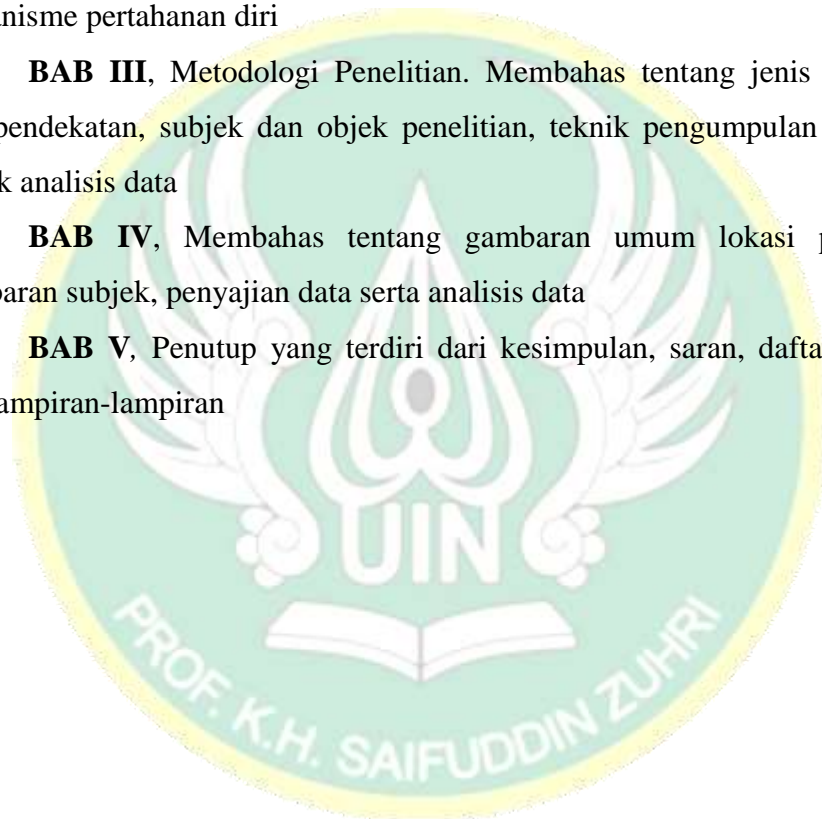 anisme pertahanan diri
BAB III, Metodologi Penelitian. Membahas tentang jenis
pendekatan, subjek dan objek penelitian, teknik pengumpulan
k analisis data
BAB IV, Membahas tentang gambaran umum lokasi p
baran subjek, penyajian data serta analisis data
BAB V, Penutup yang terdiri dari kesimpulan, saran, dafta
ampiran-lampiran
UIN
PROF. K.H. SAIFUDDIN ZUHRI